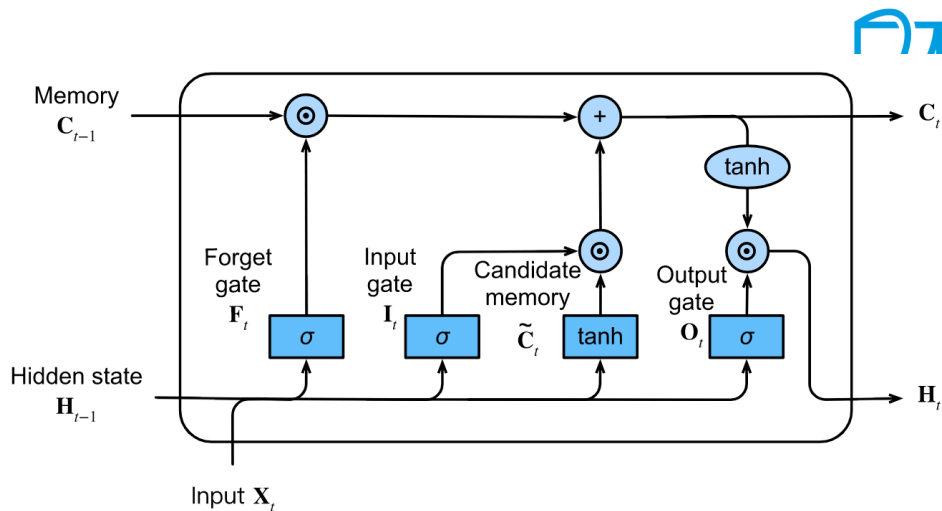 Memory
C_{t−1}
⊙
+
C_t
tanh
Forget
gate
F_t
Input
gate
I_t
Candidate
memory
C̃_t
⊙
Output
gate
O_t
⊙
σ
σ
tanh
σ
Hidden state
H_{t−1}
H_t
Input X_t